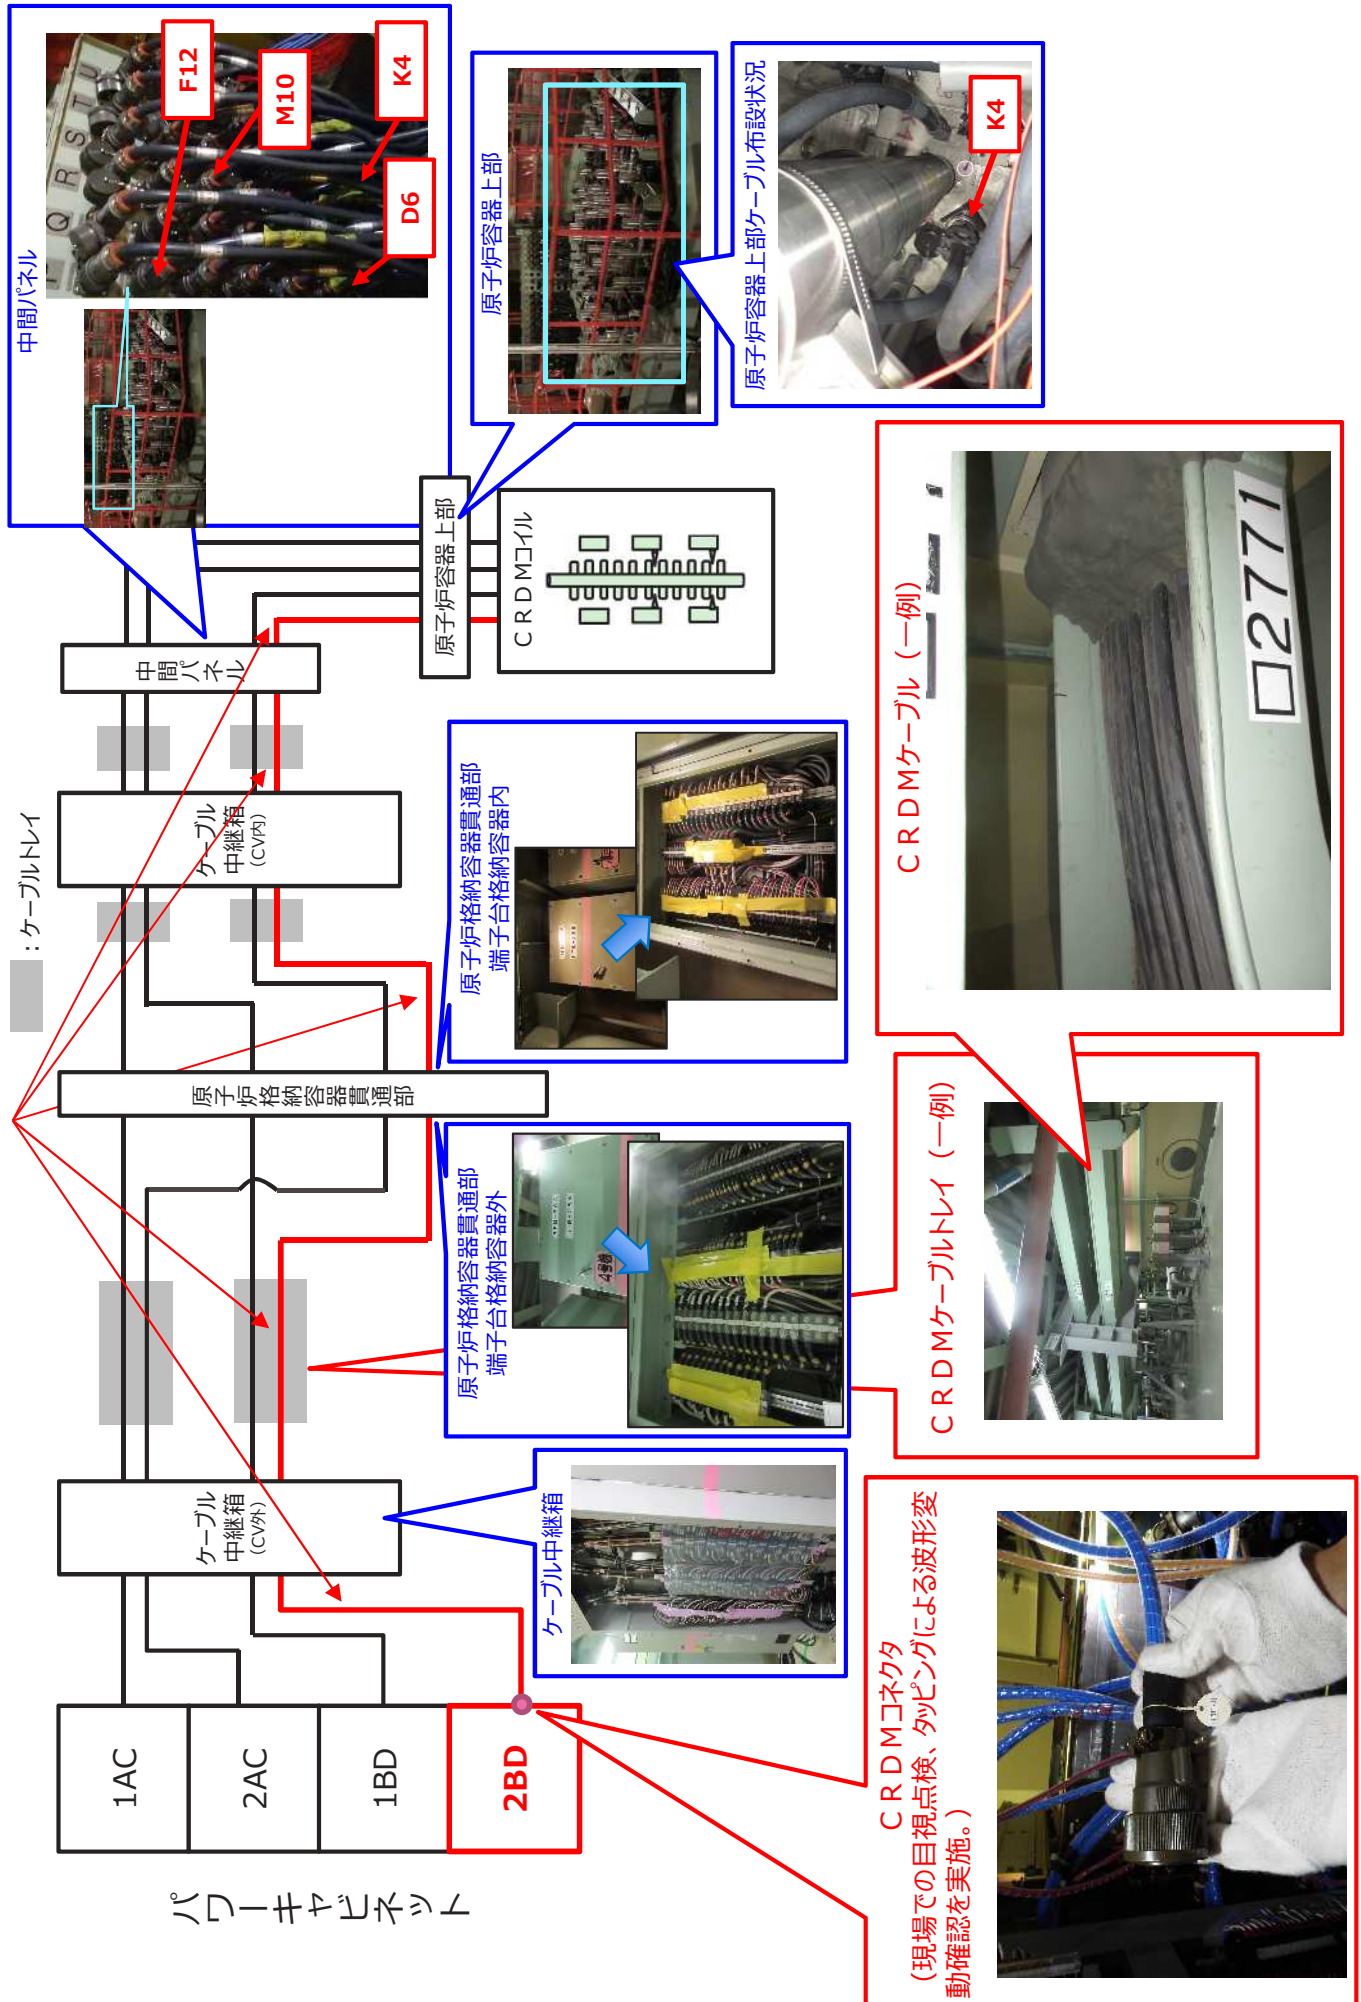 パワーキャビネット
1AC
2AC
1BD
2BD
ケーブル
中継箱
(CV外)
原子炉格納容器貫通部
ケーブル
中継箱
(CV内)
中間パネル
：ケーブルトレイ
原子炉容器上部
ＣＲＤＭコイル
中間パネル
P Q R S T U
F12
M10
K4
D6
原子炉容器上部
原子炉容器上部ケーブル布設状況
K4
原子炉格納容器貫通部
端子台格納容器内
原子炉格納容器貫通部
端子台格納容器外
4号機
ケーブル中継箱
ＣＲＤＭケーブル（一例）
□2771
ＣＲＤＭケーブルトレイ（一例）
ＣＲＤＭコネクタ
（現場での目視点検、タッピングによる波形変
動確認を実施。）